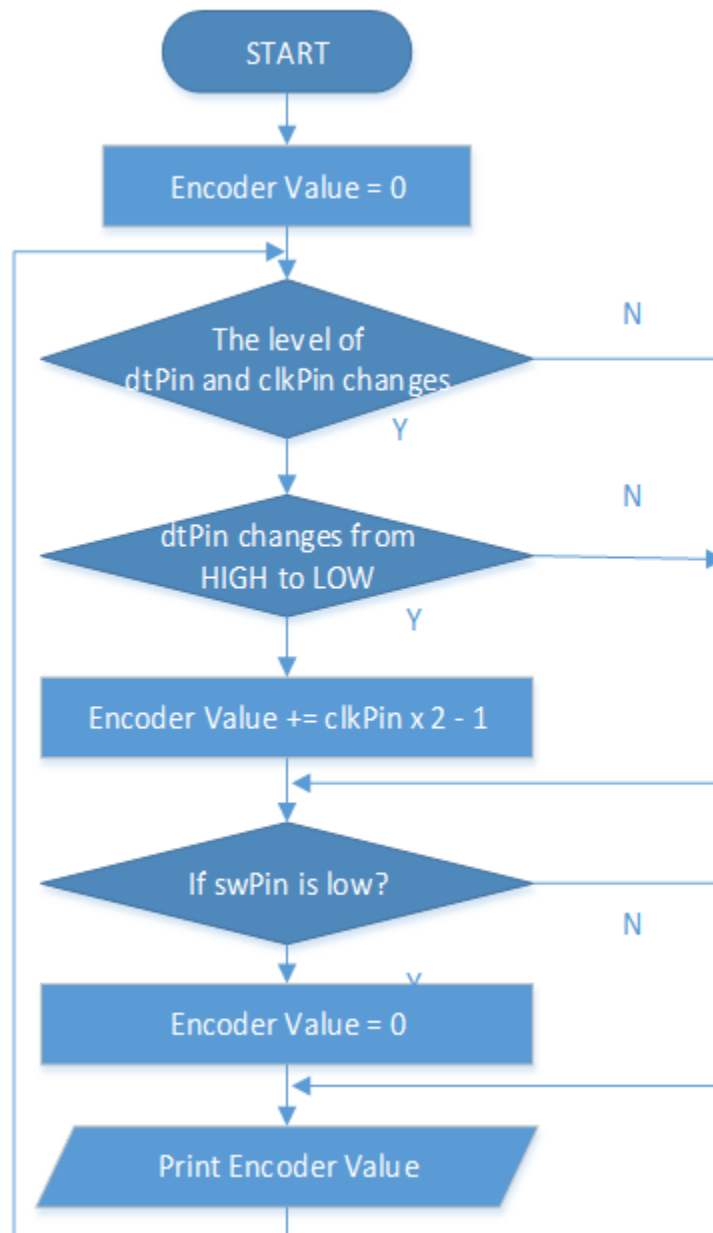 START
Encoder Value = 0
N
The level of
dtPin and clkPin changes
Y
N
dtPin changes from
HIGH to LOW
Y
Encoder Value += clkPin x 2 - 1
If swPin is low?
N
Y
Encoder Value = 0
Print Encoder Value